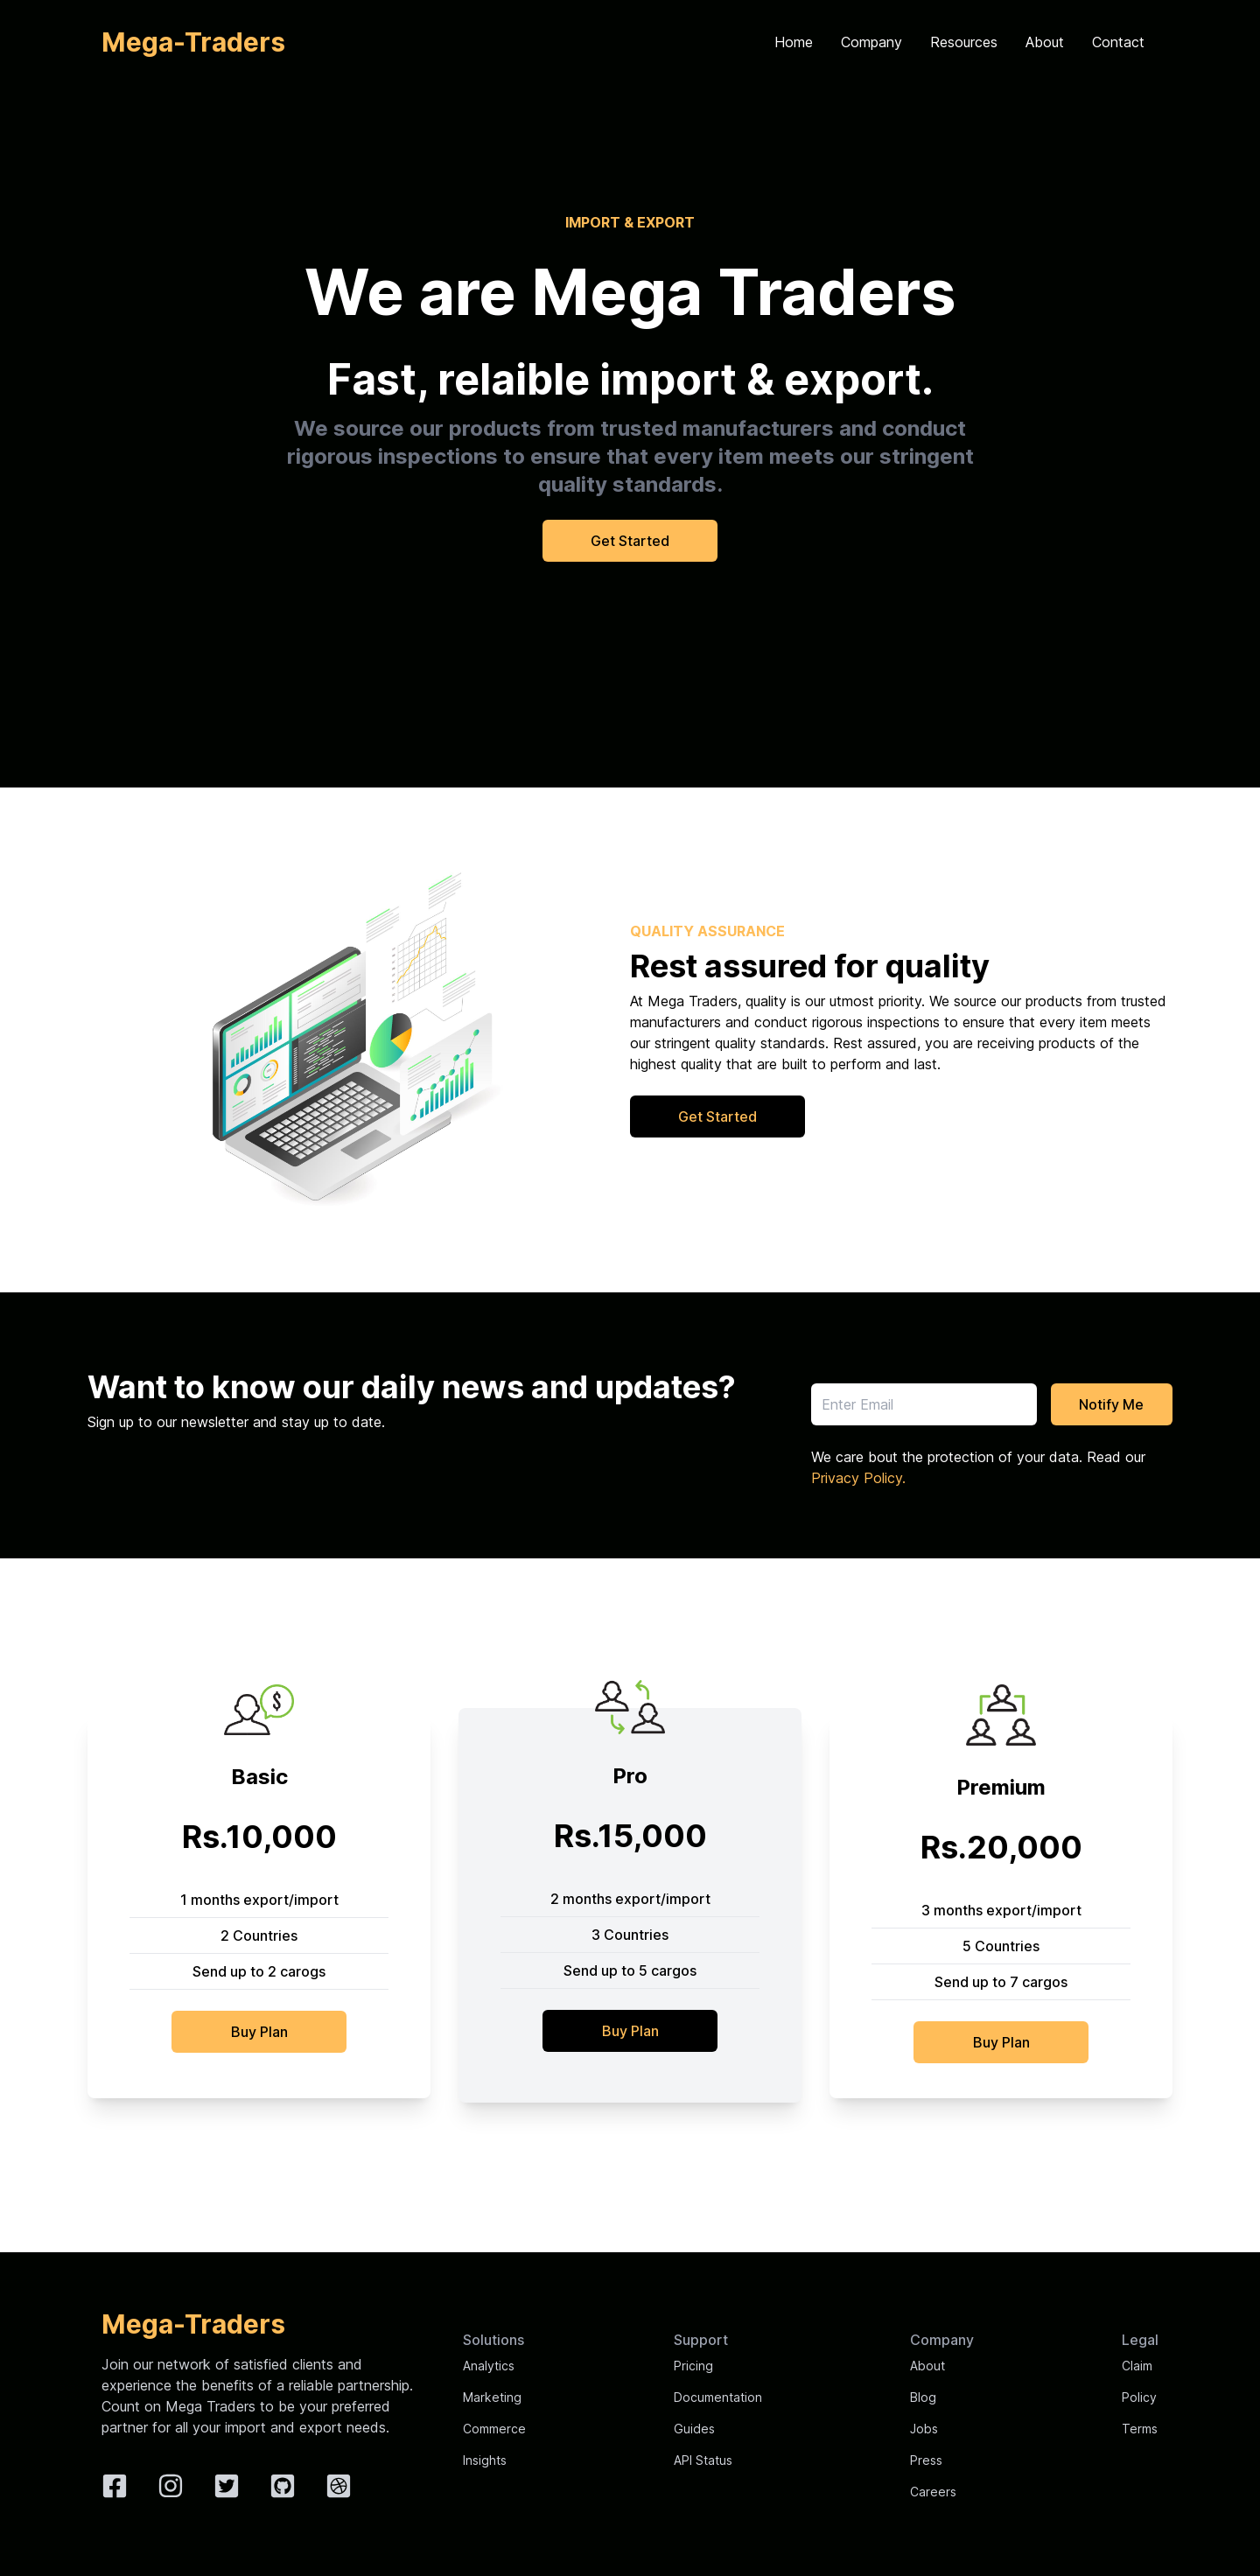 Mega-Traders
Home Company Resources About Contact
IMPORT & EXPORT
We are Mega Traders
Fast, relaible import & export.
We source our products from trusted manufacturers and conduct
rigorous inspections to ensure that every item meets our stringent
quality standards.
Get Started
QUALITY ASSURANCE
Rest assured for quality
At Mega Traders, quality is our utmost priority. We source our products from trusted
manufacturers and conduct rigorous inspections to ensure that every item meets
our stringent quality standards. Rest assured, you are receiving products of the
highest quality that are built to perform and last.
Get Started
Want to know our daily news and updates?
Sign up to our newsletter and stay up to date.
Enter Email
Notify Me
We care bout the protection of your data. Read our
Privacy Policy.
Basic
Rs.10,000
1 months export/import
2 Countries
Send up to 2 carogs
Buy Plan
Pro
Rs.15,000
2 months export/import
3 Countries
Send up to 5 cargos
Buy Plan
Premium
Rs.20,000
3 months export/import
5 Countries
Send up to 7 cargos
Buy Plan
Mega-Traders
Join our network of satisfied clients and
experience the benefits of a reliable partnership.
Count on Mega Traders to be your preferred
partner for all your import and export needs.
Solutions
Analytics
Marketing
Commerce
Insights
Support
Pricing
Documentation
Guides
API Status
Company
About
Blog
Jobs
Press
Careers
Legal
Claim
Policy
Terms